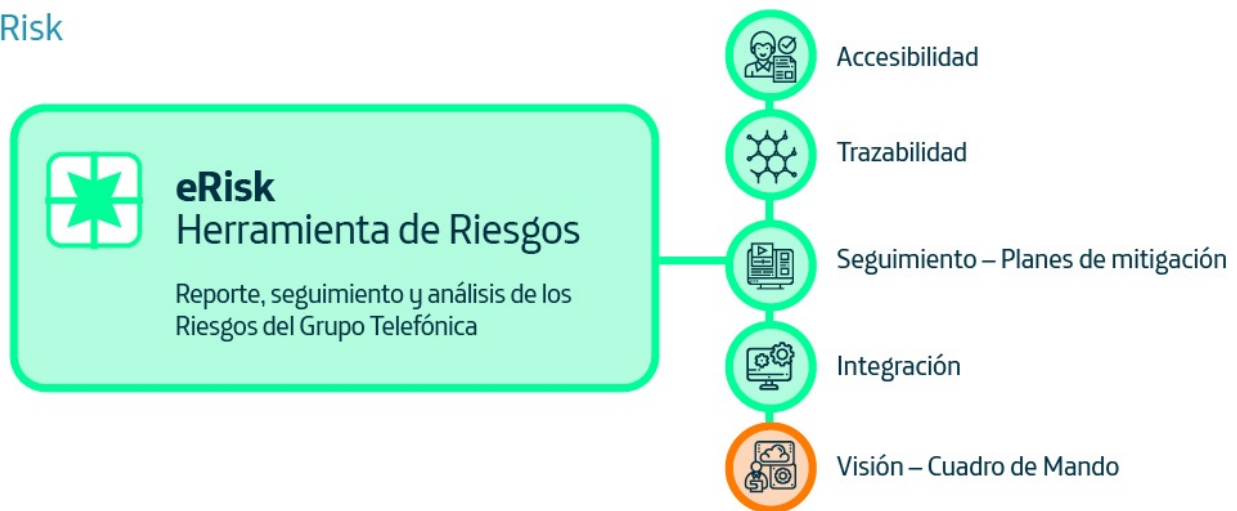 Risk
eRisk
Herramienta de Riesgos
Reporte, seguimiento y análisis de los
Riesgos del Grupo Telefónica
Accesibilidad
Trazabilidad
Seguimiento – Planes de mitigación
Integración
Visión – Cuadro de Mando